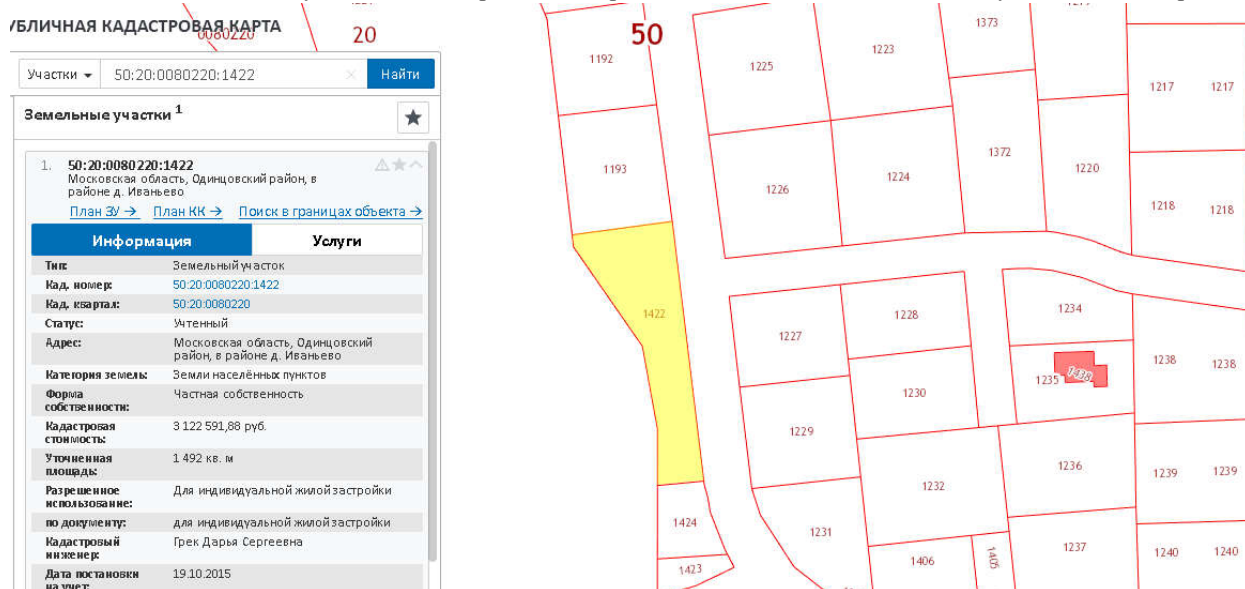 УБЛИЧНАЯ КАДАСТРОВАЯ КАРТА
0080220
20
Участки
50:20:0080220:1422
Найти
Земельные участки 1
1. 50:20:0080220:1422
Московская область, Одинцовский район, в
районе д. Иваньево
План ЗУ → План КК → Поиск в границах объекта →
Информация Услуги
Тип: Земельный участок
Кад. номер: 50:20:0080220:1422
Кад. квартал: 50:20:0080220
Статус: Учтенный
Адрес: Московская область, Одинцовский
район, в районе д. Иваньево
Категория земель: Земли населённых пунктов
Форма
собственности: Частная собственность
Кадастровая
стоимость: 3 122 591,88 руб.
Уточненная
площадь: 1 492 кв. м
Разрешенное
использование: Для индивидуальной жилой застройки
по документу: для индивидуальной жилой застройки
Кадастровый
инженер: Грек Дарья Сергеевна
Дата постановки
на учет: 19.10.2015
50
1373
1192
1225
1223
1217 1217
1193
1226
1224
1372
1220
1218 1218
1422
1227
1228
1234
1230
1235
1438
1238 1238
1229
1232
1236
1239 1239
1424
1231
1423
1406
1405
1237
1240 1240